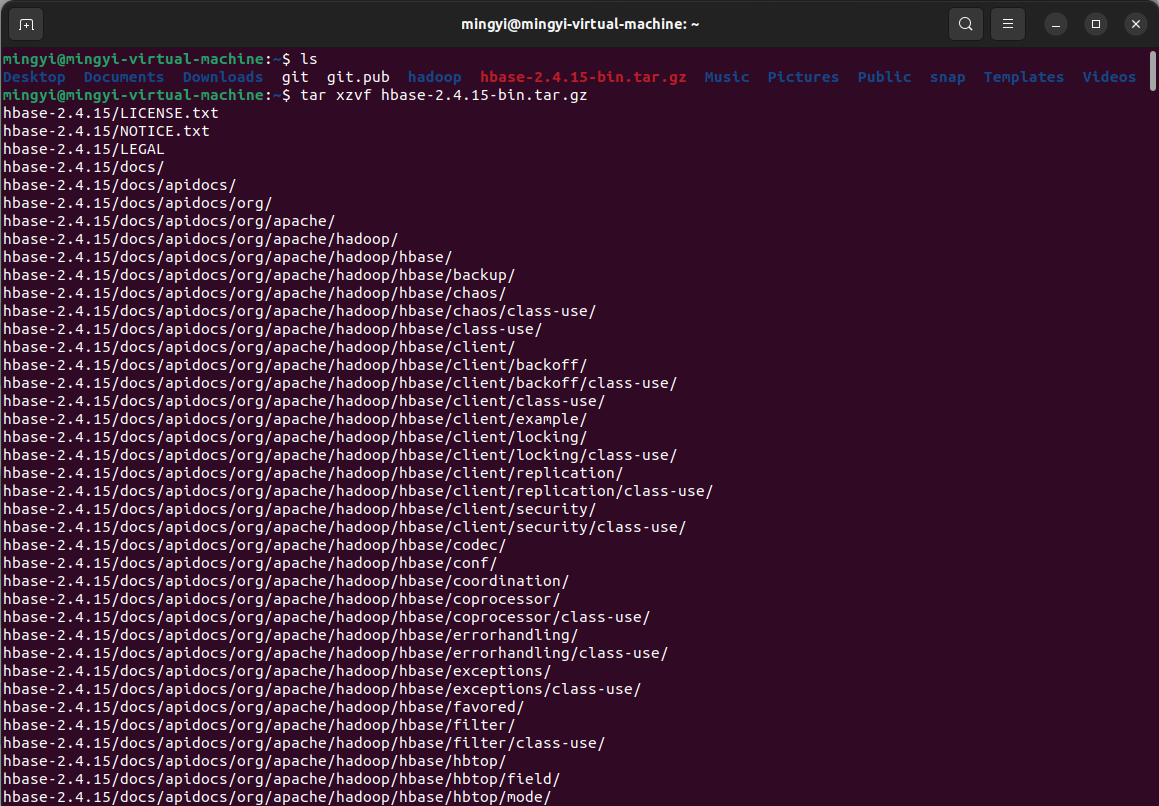 mingyi@mingyi-virtual-machine: ~
mingyi@mingyi-virtual-machine:~$ ls
Desktop  Documents  Downloads  git  git.pub  hadoop  hbase-2.4.15-bin.tar.gz  Music  Pictures  Public  snap  Templates  Videos
mingyi@mingyi-virtual-machine:~$ tar xzvf hbase-2.4.15-bin.tar.gz
hbase-2.4.15/LICENSE.txt
hbase-2.4.15/NOTICE.txt
hbase-2.4.15/LEGAL
hbase-2.4.15/docs/
hbase-2.4.15/docs/apidocs/
hbase-2.4.15/docs/apidocs/org/
hbase-2.4.15/docs/apidocs/org/apache/
hbase-2.4.15/docs/apidocs/org/apache/hadoop/
hbase-2.4.15/docs/apidocs/org/apache/hadoop/hbase/
hbase-2.4.15/docs/apidocs/org/apache/hadoop/hbase/backup/
hbase-2.4.15/docs/apidocs/org/apache/hadoop/hbase/chaos/
hbase-2.4.15/docs/apidocs/org/apache/hadoop/hbase/chaos/class-use/
hbase-2.4.15/docs/apidocs/org/apache/hadoop/hbase/class-use/
hbase-2.4.15/docs/apidocs/org/apache/hadoop/hbase/client/
hbase-2.4.15/docs/apidocs/org/apache/hadoop/hbase/client/backoff/
hbase-2.4.15/docs/apidocs/org/apache/hadoop/hbase/client/backoff/class-use/
hbase-2.4.15/docs/apidocs/org/apache/hadoop/hbase/client/class-use/
hbase-2.4.15/docs/apidocs/org/apache/hadoop/hbase/client/example/
hbase-2.4.15/docs/apidocs/org/apache/hadoop/hbase/client/locking/
hbase-2.4.15/docs/apidocs/org/apache/hadoop/hbase/client/locking/class-use/
hbase-2.4.15/docs/apidocs/org/apache/hadoop/hbase/client/replication/
hbase-2.4.15/docs/apidocs/org/apache/hadoop/hbase/client/replication/class-use/
hbase-2.4.15/docs/apidocs/org/apache/hadoop/hbase/client/security/
hbase-2.4.15/docs/apidocs/org/apache/hadoop/hbase/client/security/class-use/
hbase-2.4.15/docs/apidocs/org/apache/hadoop/hbase/codec/
hbase-2.4.15/docs/apidocs/org/apache/hadoop/hbase/conf/
hbase-2.4.15/docs/apidocs/org/apache/hadoop/hbase/coordination/
hbase-2.4.15/docs/apidocs/org/apache/hadoop/hbase/coprocessor/
hbase-2.4.15/docs/apidocs/org/apache/hadoop/hbase/coprocessor/class-use/
hbase-2.4.15/docs/apidocs/org/apache/hadoop/hbase/errorhandling/
hbase-2.4.15/docs/apidocs/org/apache/hadoop/hbase/errorhandling/class-use/
hbase-2.4.15/docs/apidocs/org/apache/hadoop/hbase/exceptions/
hbase-2.4.15/docs/apidocs/org/apache/hadoop/hbase/exceptions/class-use/
hbase-2.4.15/docs/apidocs/org/apache/hadoop/hbase/favored/
hbase-2.4.15/docs/apidocs/org/apache/hadoop/hbase/filter/
hbase-2.4.15/docs/apidocs/org/apache/hadoop/hbase/filter/class-use/
hbase-2.4.15/docs/apidocs/org/apache/hadoop/hbase/hbtop/
hbase-2.4.15/docs/apidocs/org/apache/hadoop/hbase/hbtop/field/
hbase-2.4.15/docs/apidocs/org/apache/hadoop/hbase/hbtop/mode/